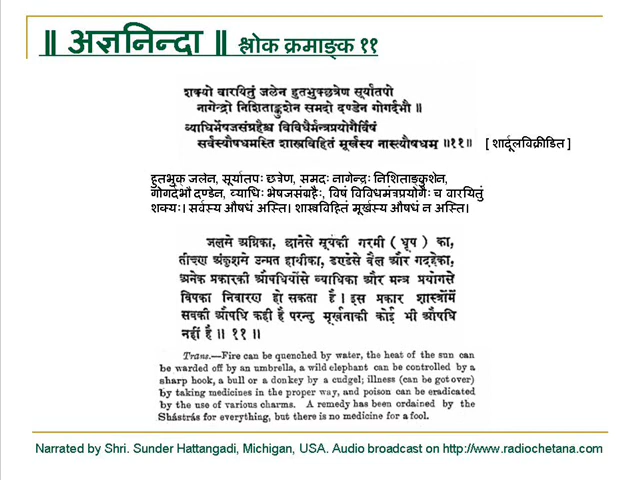 ॥ अज्ञनिन्दा ॥ श्लोक क्रमाङ्क ११
शक्यो वारयितुं जलेन हुतभुक्छत्रेण सूर्यातपो
नागेन्द्रो निशिताङ्कुशेन समदो दण्डेन गोगर्दभौ ॥
व्याधिर्भेषजसंग्रहैश्च विविधैर्मन्त्रप्रयोगैर्विषं
सर्वस्यौषधमस्ति शास्त्रविहितं मूर्खस्य नास्त्यौषधम् ॥११॥ [ शार्दूलविक्रीडित ]
हुतभुक् जलेन, सूर्यातपः छत्रेण, समदः नागेन्द्रः निशिताङ्कुशेन,
गोगर्दभौ दण्डेन, व्याधिः भेषजसंग्रहैः, विषं विविधमंत्रप्रयोगैः च वारयितुं
शक्यः। सर्वस्य औषधं अस्ति। शास्त्रविहितं मूर्खस्य औषधं न अस्ति।
जलसे अग्निका, छातेसे सूर्यकी गरमी ( धूप ) का,
तीक्ष्ण अंकुशसे उन्मत हाथीका, डण्डेसे बैल और गदहेका,
अनेक प्रकारकी औषधियोंसे व्याधिका और मन्त्र प्रयोगसे
विषका निवारण हो सकता है। इस प्रकार शास्त्रोंमें
सबकी औषधि कही है परन्तु मूर्खताकी कोई भी औषधि
नहीं है ॥ ११ ॥
Trans.—Fire can be quenched by water, the heat of the sun can
be warded off by an umbrella, a wild elephant can be controlled by a
sharp hook, a bull or a donkey by a cudgel; illness (can be got over)
by taking medicines in the proper way, and poison can be eradicated
by the use of various charms. A remedy has been ordained by the
Shástrás for everything, but there is no medicine for a fool.
Narrated by Shri. Sunder Hattangadi, Michigan, USA. Audio broadcast on http://www.radiochetana.com